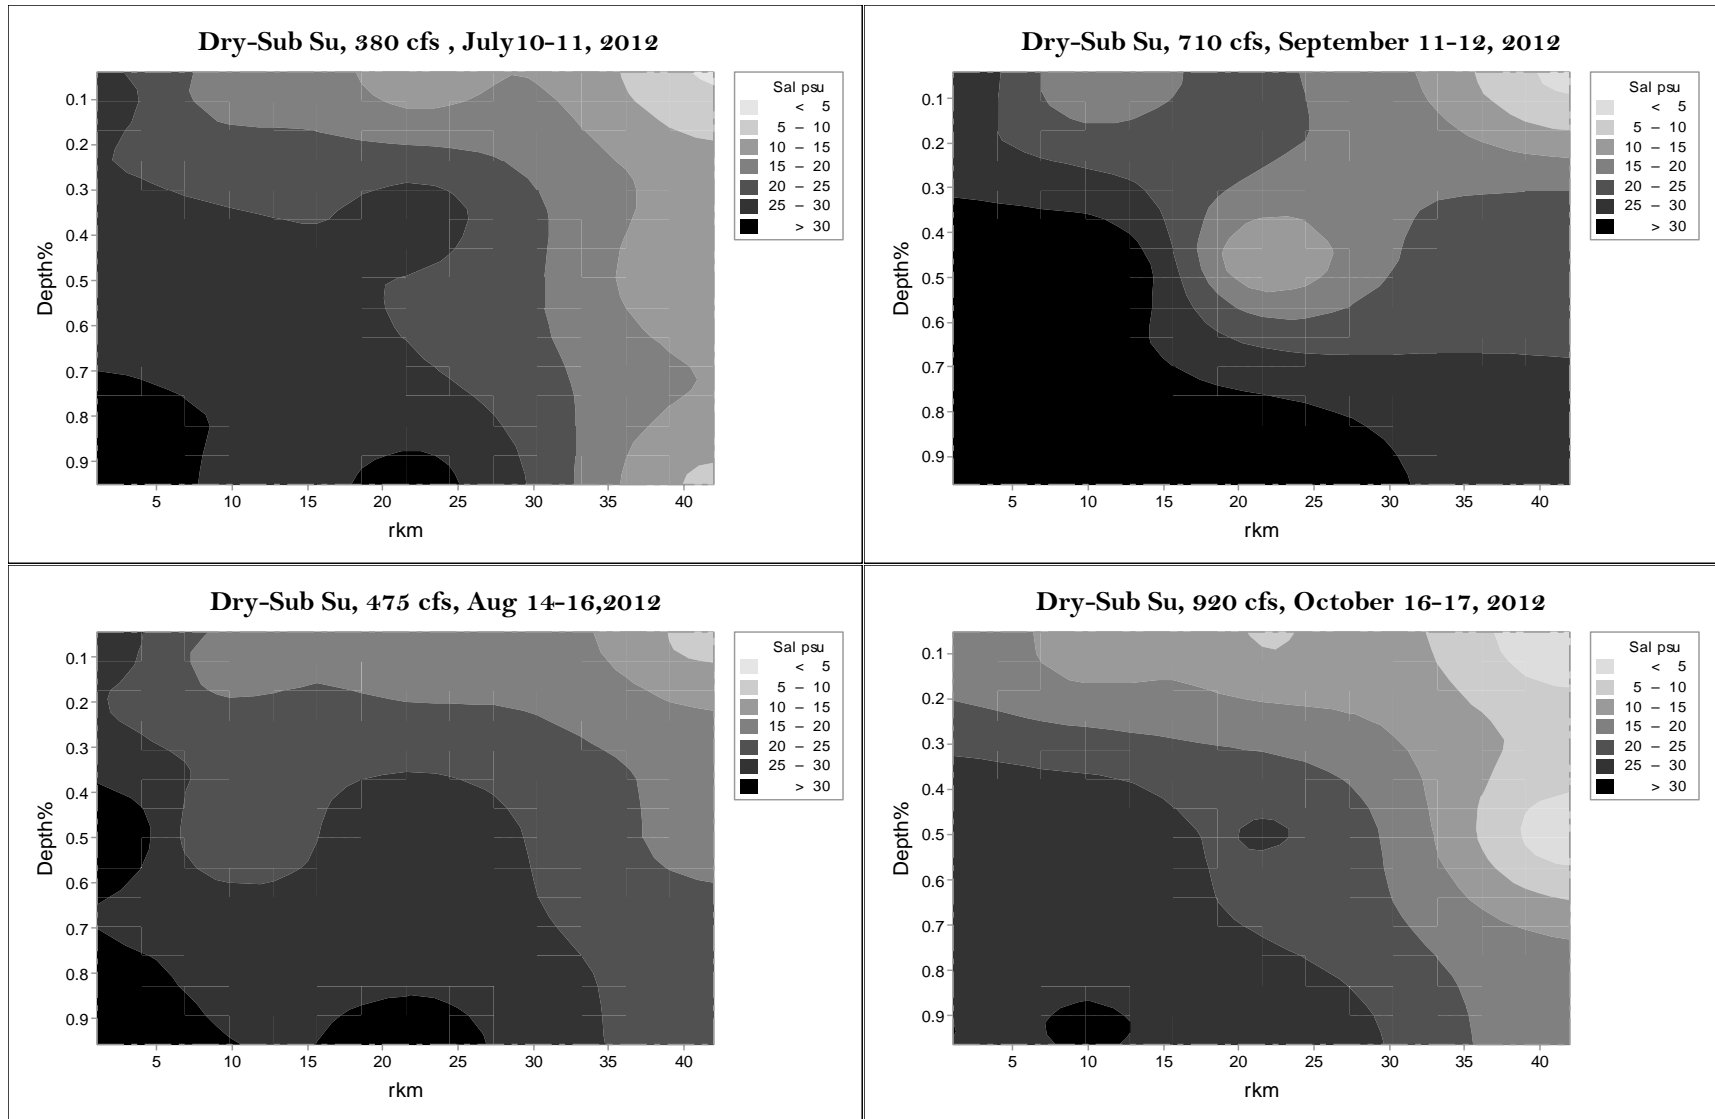 Dry-Sub Su, 380 cfs , July10-11, 2012
Sal psu
< 5
5 – 10
10 – 15
15 – 20
20 – 25
25 – 30
> 30
Depth%
0.1
0.2
0.3
0.4
0.5
0.6
0.7
0.8
0.9
5 10 15 20 25 30 35 40
rkm
Dry-Sub Su, 710 cfs, September 11-12, 2012
Sal psu
< 5
5 – 10
10 – 15
15 – 20
20 – 25
25 – 30
> 30
Depth%
0.1
0.2
0.3
0.4
0.5
0.6
0.7
0.8
0.9
5 10 15 20 25 30 35 40
rkm
Dry-Sub Su, 475 cfs, Aug 14-16,2012
Sal psu
< 5
5 – 10
10 – 15
15 – 20
20 – 25
25 – 30
> 30
Depth%
0.1
0.2
0.3
0.4
0.5
0.6
0.7
0.8
0.9
5 10 15 20 25 30 35 40
rkm
Dry-Sub Su, 920 cfs, October 16-17, 2012
Sal psu
< 5
5 – 10
10 – 15
15 – 20
20 – 25
25 – 30
> 30
Depth%
0.1
0.2
0.3
0.4
0.5
0.6
0.7
0.8
0.9
5 10 15 20 25 30 35 40
rkm